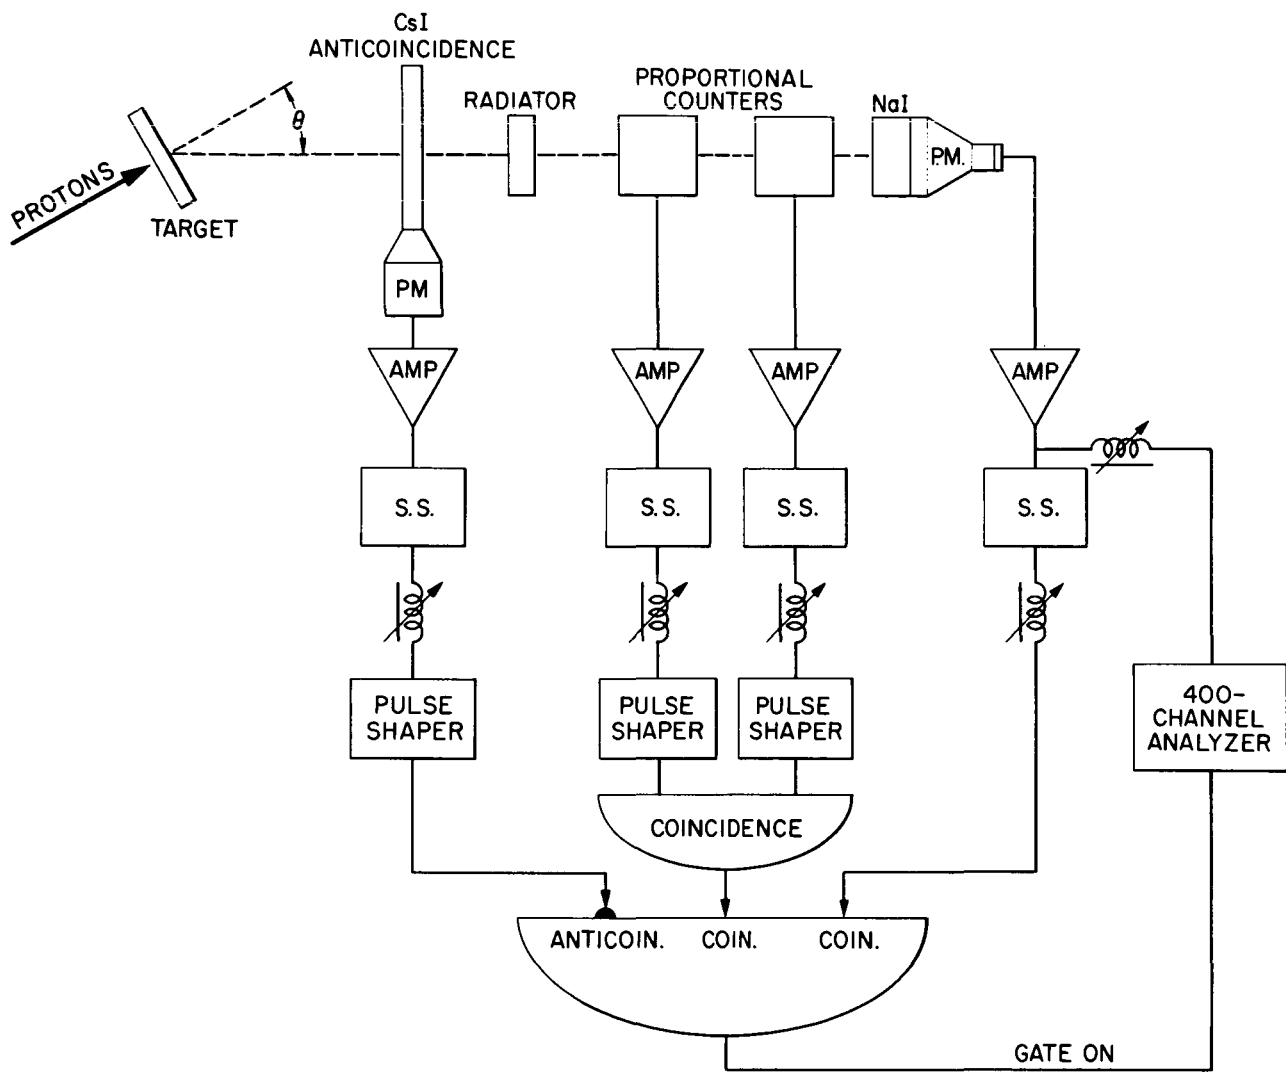 CsI
ANTICOINCIDENCE
PROPORTIONAL
COUNTERS
RADIATOR
NaI
θ
P.M.
PROTONS
TARGET
PM
AMP
AMP
AMP
AMP
S.S.
S.S.
S.S.
S.S.
PULSE
SHAPER
PULSE
SHAPER
PULSE
SHAPER
400-
CHANNEL
ANALYZER
COINCIDENCE
ANTICOIN.
COIN.
COIN.
GATE ON